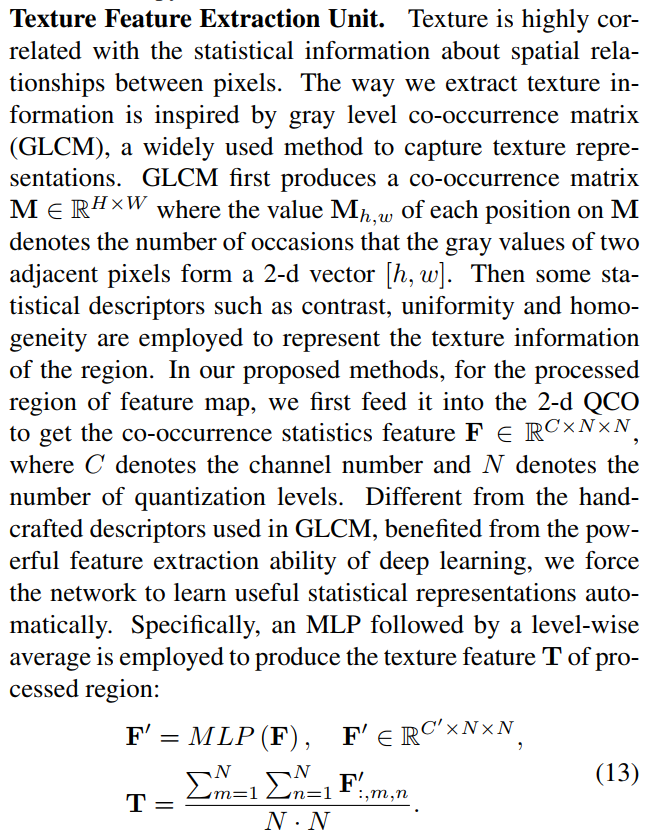 Texture Feature Extraction Unit. Texture is highly cor-
related with the statistical information about spatial rela-
tionships between pixels. The way we extract texture in-
formation is inspired by gray level co-occurrence matrix
(GLCM), a widely used method to capture texture repre-
sentations. GLCM first produces a co-occurrence matrix
M ∈ ℝ^{H×W} where the value M_{h,w} of each position on M
denotes the number of occasions that the gray values of two
adjacent pixels form a 2-d vector [h, w]. Then some sta-
tistical descriptors such as contrast, uniformity and homo-
geneity are employed to represent the texture information
of the region. In our proposed methods, for the processed
region of feature map, we first feed it into the 2-d QCO
to get the co-occurrence statistics feature F ∈ ℝ^{C×N×N},
where C denotes the channel number and N denotes the
number of quantization levels. Different from the hand-
crafted descriptors used in GLCM, benefited from the pow-
erful feature extraction ability of deep learning, we force
the network to learn useful statistical representations auto-
matically. Specifically, an MLP followed by a level-wise
average is employed to produce the texture feature T of pro-
cessed region:
F′ = MLP (F), F′ ∈ ℝ^{C′×N×N},
T = \frac{∑_{m=1}^{N} ∑_{n=1}^{N} F′_{:,m,n}}{N · N}. (13)